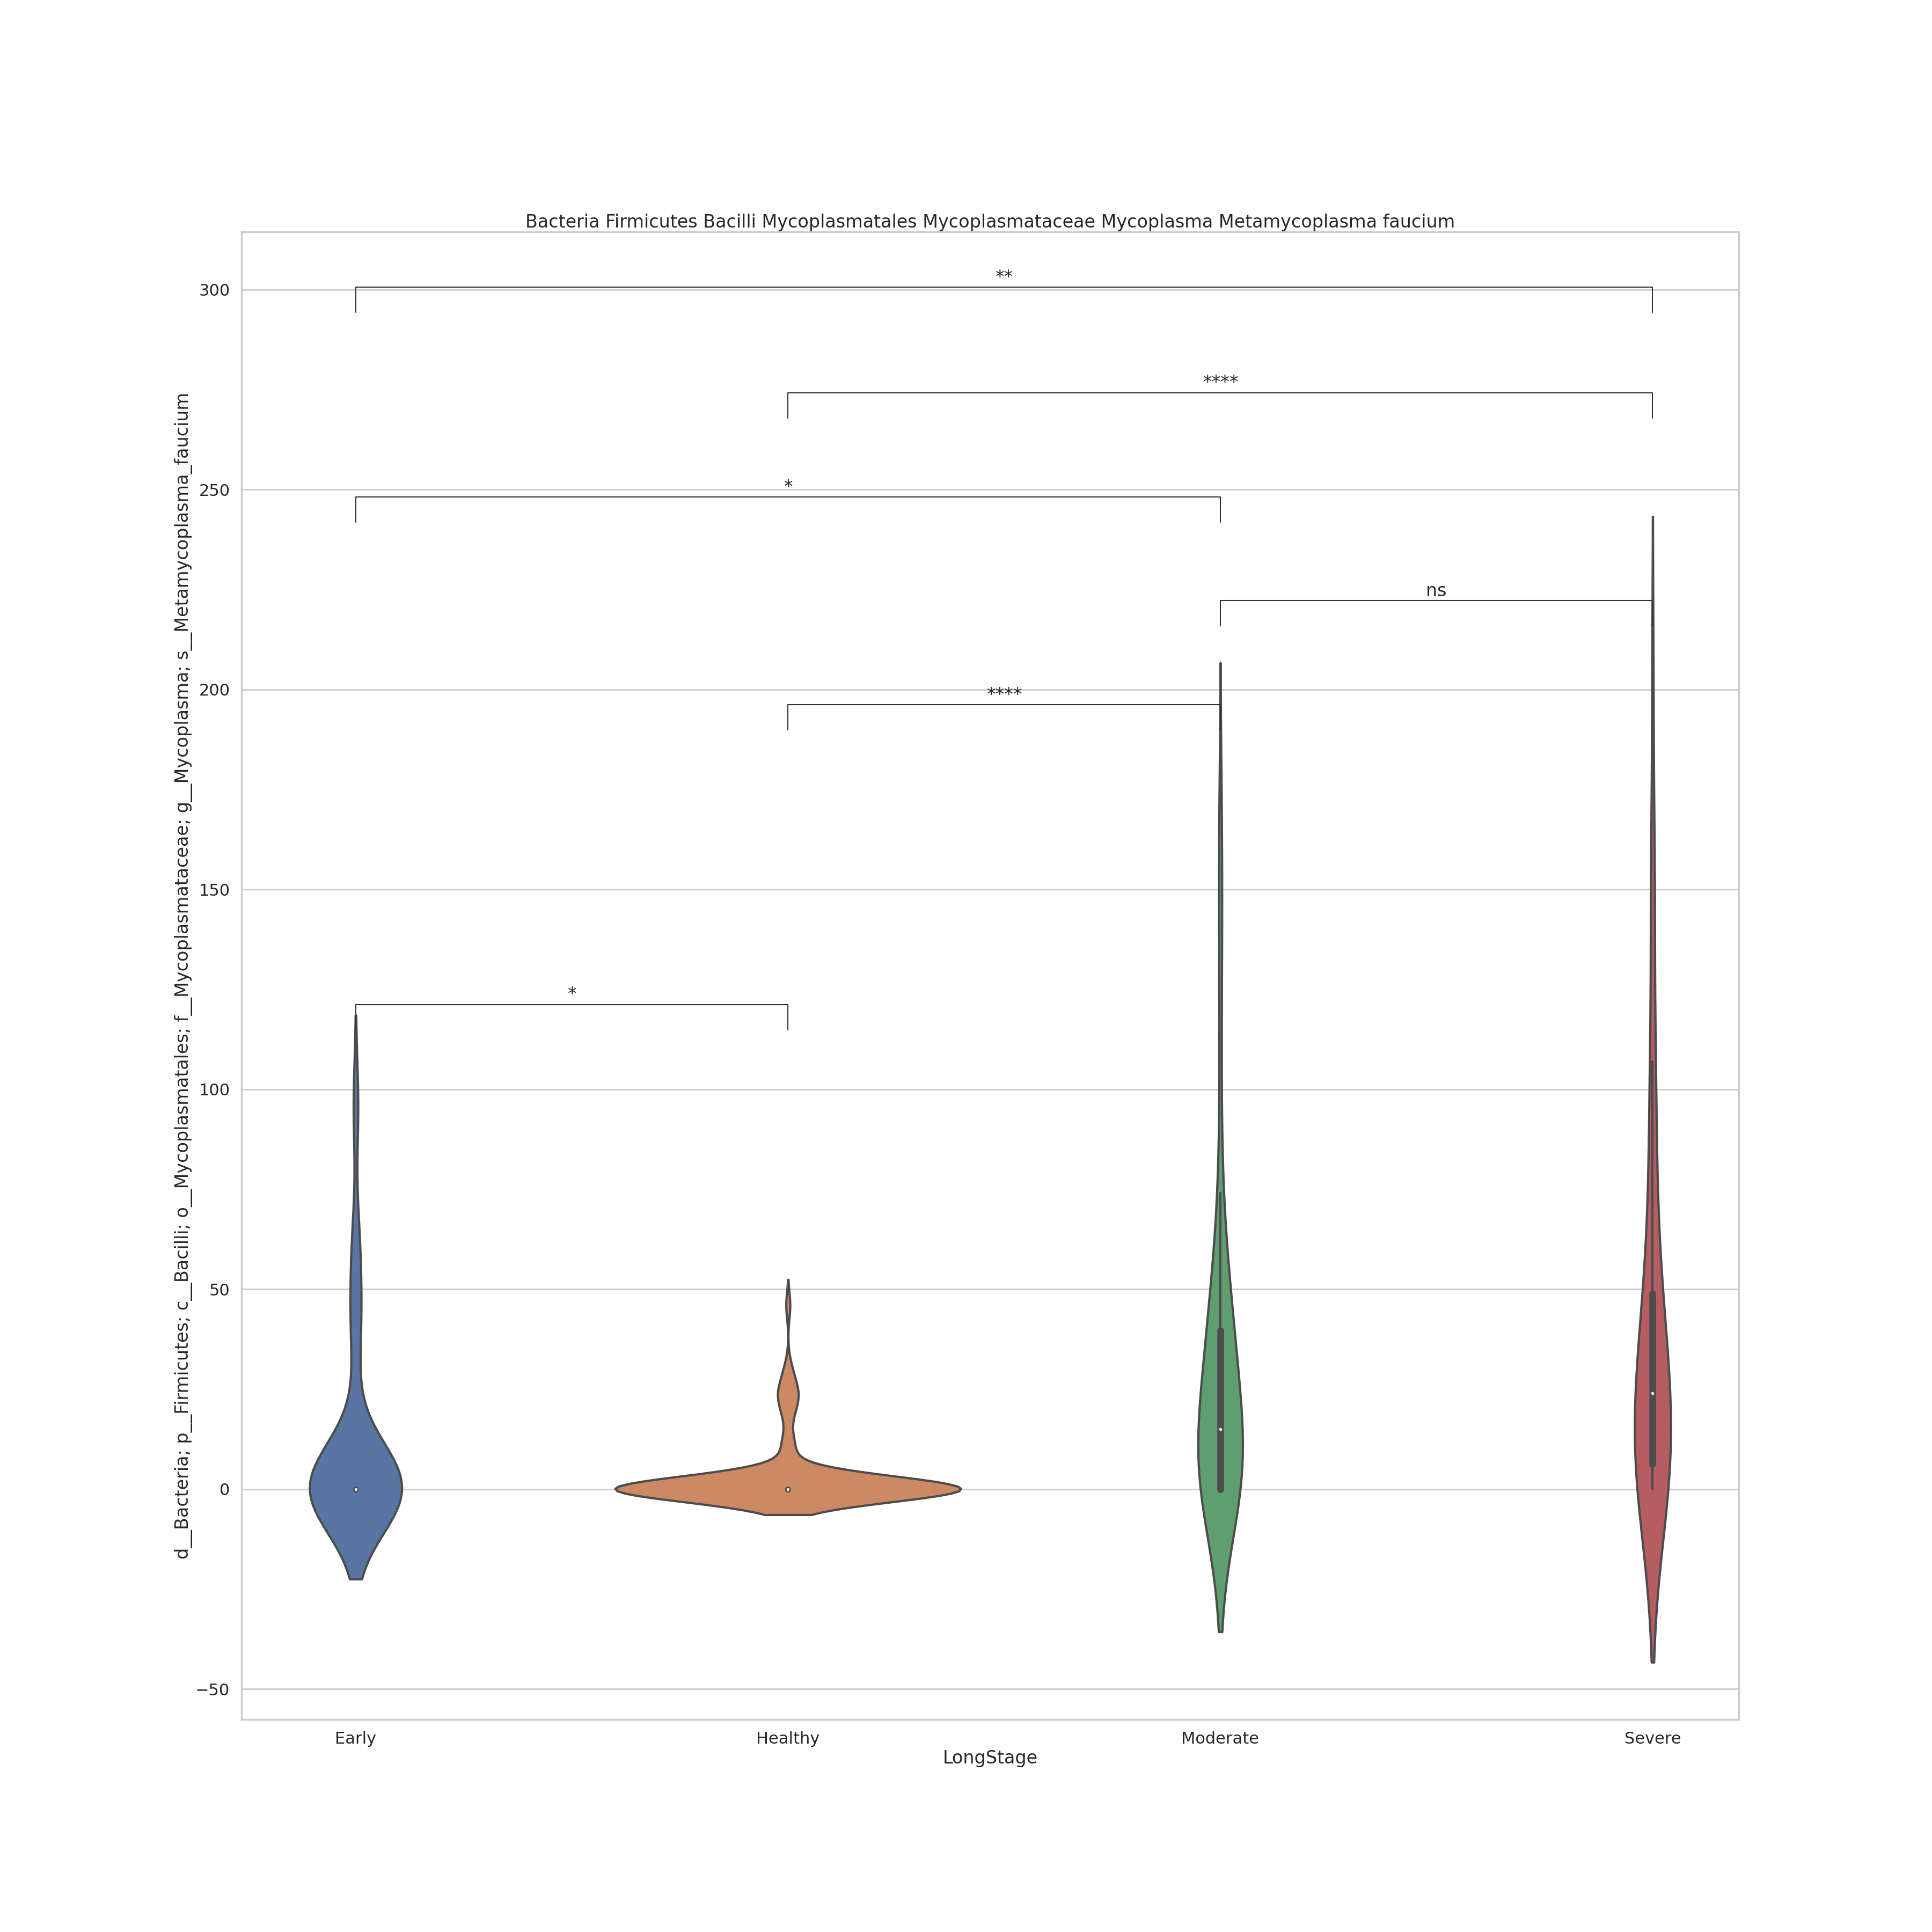 Bacteria Firmicutes Bacilli Mycoplasmatales Mycoplasmataceae Mycoplasma Metamycoplasma faucium
d__Bacteria; p__Firmicutes; c__Bacilli; o__Mycoplasmatales; f__Mycoplasmataceae; g__Mycoplasma; s__Metamycoplasma_faucium
300
250
200
150
100
50
0
−50
**
****
*
ns
****
*
Early
Healthy
Moderate
Severe
LongStage